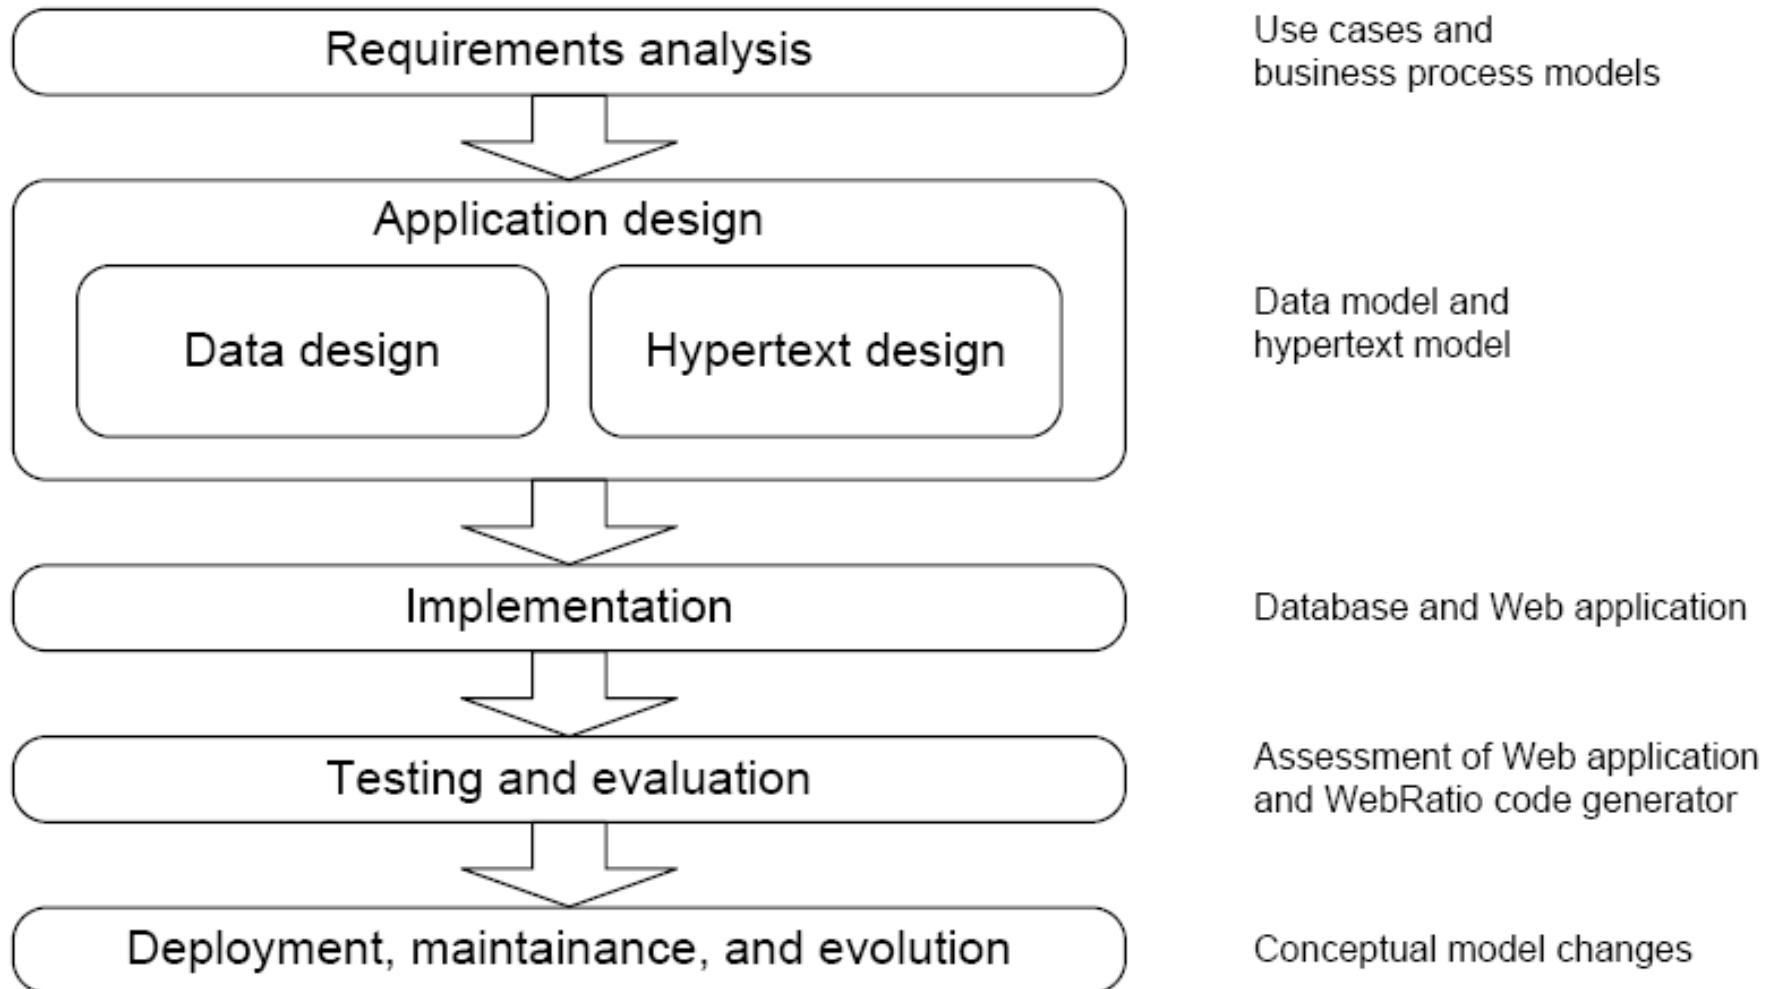 Requirements analysis
Use cases and
business process models
Application design
Data design
Hypertext design
Data model and
hypertext model
Implementation
Database and Web application
Testing and evaluation
Assessment of Web application
and WebRatio code generator
Deployment, maintainance, and evolution
Conceptual model changes